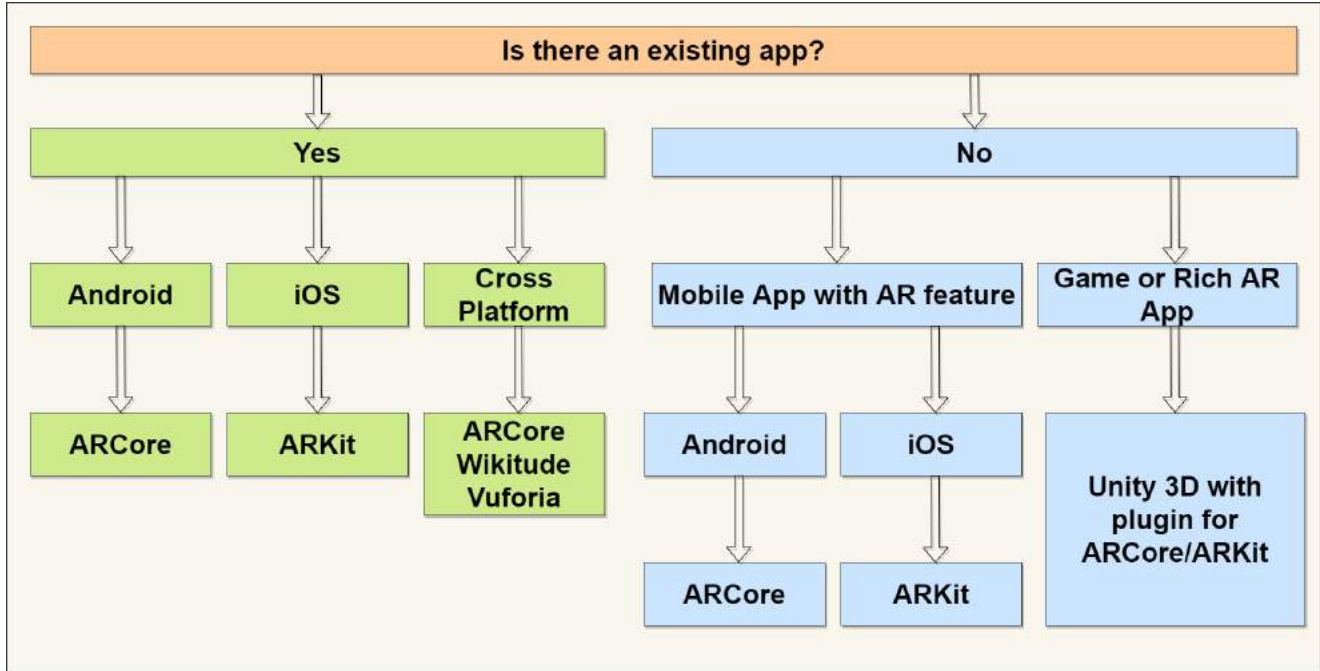 Is there an existing app?
Yes
No
Android
iOS
Cross
Platform
Mobile App with AR feature
Game or Rich AR
App
ARCore
ARKit
ARCore
Wikitude
Vuforia
Android
iOS
Unity 3D with
plugin for
ARCore/ARKit
ARCore
ARKit